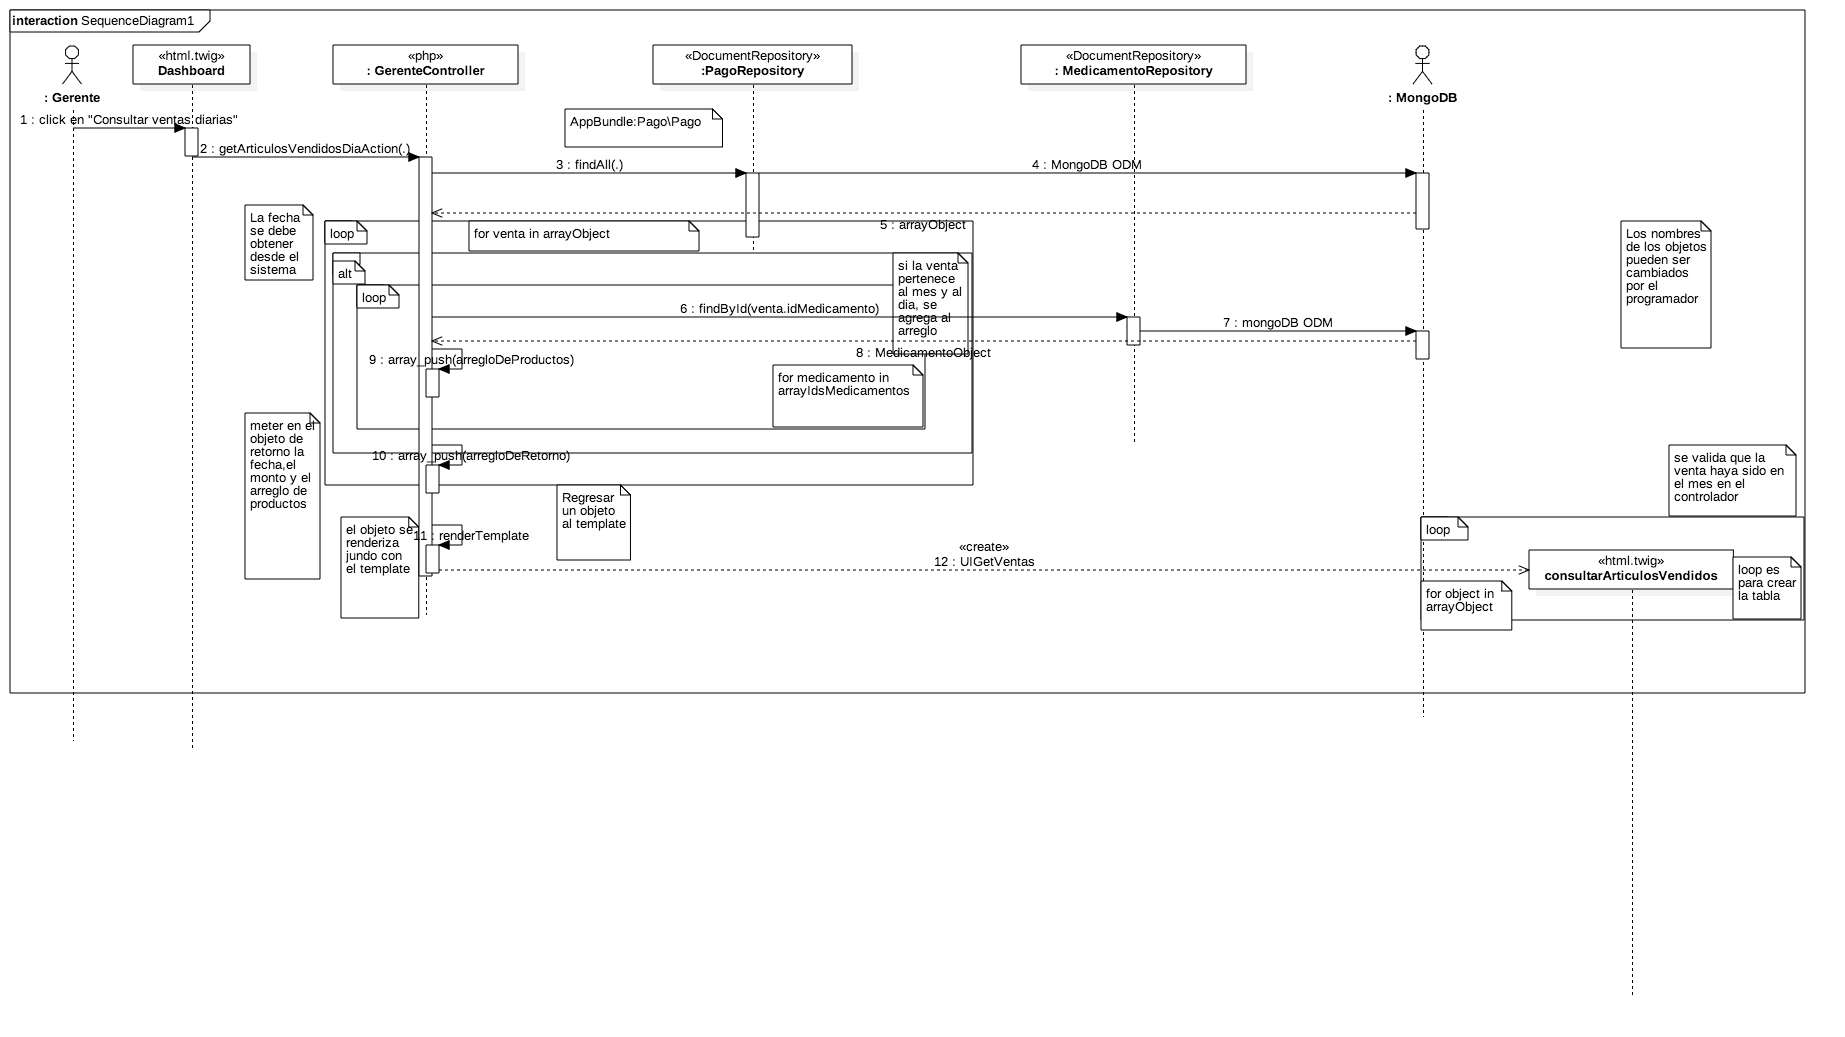 interaction SequenceDiagram1
«html.twig»
Dashboard
«php»
: GerenteController
«DocumentRepository»
:PagoRepository
«DocumentRepository»
: MedicamentoRepository
: Gerente
: MongoDB
1 : click en "Consultar ventas diarias"
AppBundle:Pago\Pago
2 : getArticulosVendidosDiaAction(.)
3 : findAll(.)
4 : MongoDB ODM
La fecha
se debe
obtener
desde el
sistema
5 : arrayObject
loop
for venta in arrayObject
Los nombres
de los objetos
pueden ser
cambiados
por el
programador
alt
si la venta
pertenece
al mes y al
dia, se
agrega al
arreglo
loop
6 : findById(venta.idMedicamento)
7 : mongoDB ODM
8 : MedicamentoObject
9 : array_push(arregloDeProductos)
for medicamento in
arrayIdsMedicamentos
meter en el
objeto de
retorno la
fecha,el
monto y el
arreglo de
productos
10 : array_push(arregloDeRetorno)
se valida que la
venta haya sido en
el mes en el
controlador
Regresar
un objeto
al template
el objeto se
renderiza
jundo con
el template
11 : renderTemplate
loop
«create»
12 : UIGetVentas
«html.twig»
consultarArticulosVendidos
loop es
para crear
la tabla
for object in
arrayObject